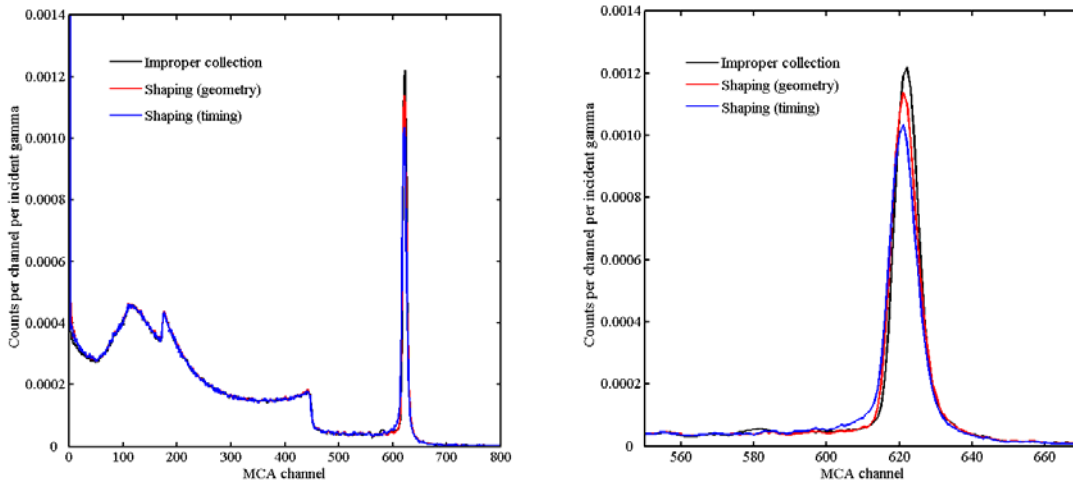 0.0014
0.0012
0.0010
0.0008
0.0006
0.0004
0.0002
0
Counts per channel per incident gamma
Improper collection
Shaping (geometry)
Shaping (timing)
0 100 200 300 400 500 600 700 800
MCA channel
0.0014
0.0012
0.0010
0.0008
0.0006
0.0004
0.0002
0
Counts per channel per incident gamma
Improper collection
Shaping (geometry)
Shaping (timing)
560 580 600 620 640 660
MCA channel